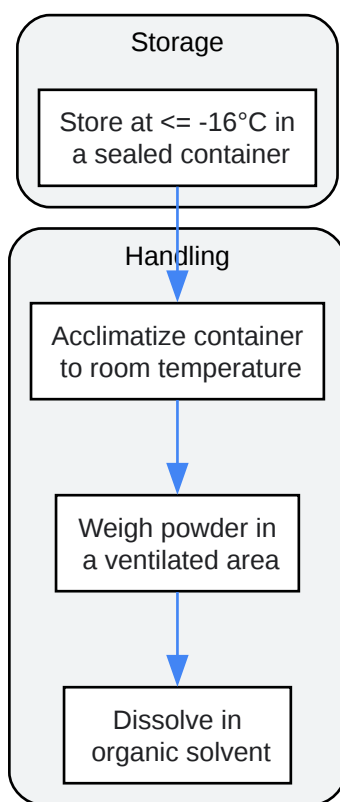 Storage
Store at <= -16°C in
a sealed container
Handling
Acclimatize container
to room temperature
Weigh powder in
a ventilated area
Dissolve in
organic solvent